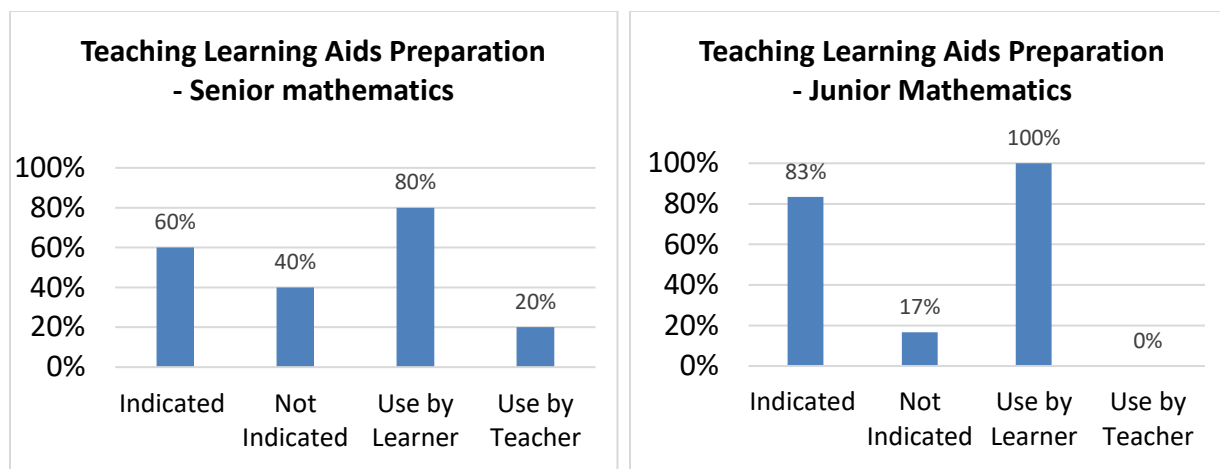 Teaching Learning Aids Preparation
- Senior mathematics
100%
80%
60%
40%
20%
0%
60%
40%
80%
20%
Indicated
Not
Indicated
Use by
Learner
Use by
Teacher
Teaching Learning Aids Preparation
- Junior Mathematics
100%
80%
60%
40%
20%
0%
83%
17%
100%
0%
Indicated
Not
Indicated
Use by
Learner
Use by
Teacher